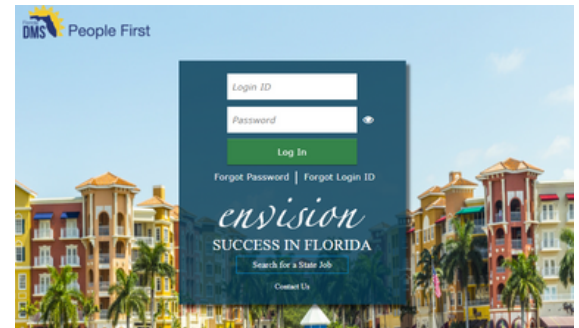 Florida
DMS People First
Login ID
Password
Log In
Forgot Password | Forgot Login ID
envision
SUCCESS IN FLORIDA
Search for a State Job
Contact Us